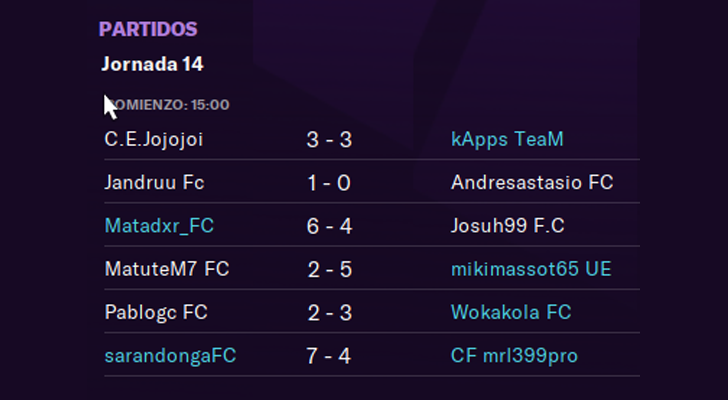 PARTIDOS
Jornada 14
COMIENZO: 15:00
C.E.Jojojoi 3 - 3 kApps TeaM
Jandruu Fc 1 - 0 Andresastasio FC
Matadxr_FC 6 - 4 Josuh99 F.C
MatuteM7 FC 2 - 5 mikimassot65 UE
Pablogc FC 2 - 3 Wokakola FC
sarandongaFC 7 - 4 CF mrl399pro